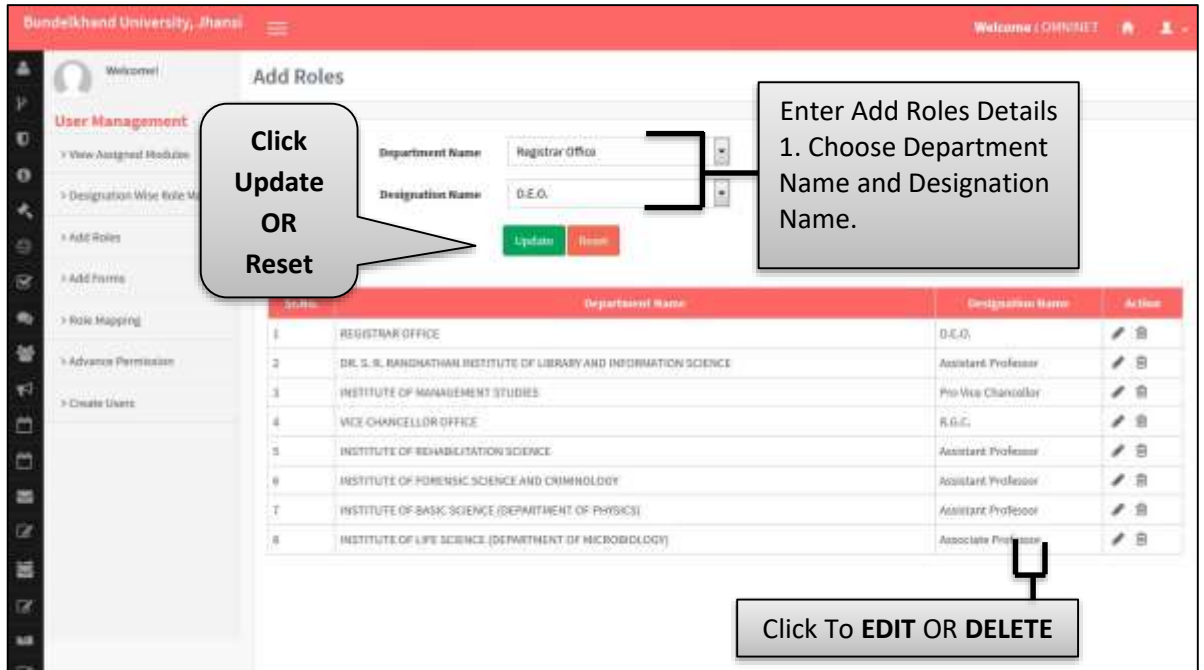 Bundelkhand University, Jhansi
Welcome : OMNINET
Welcome!
Add Roles
User Management
> View Assigned Modules
> Designation Wise Role
> Add Roles
> Add Forms
> Role Mapping
> Advance Permission
> Create Users
Click
Update
OR
Reset
Department Name Registrar Office
Designation Name D.E.O.
Update Reset
Enter Add Roles Details
1. Choose Department
Name and Designation
Name.
Sr.No. Department Name Designation Name Action
1 REGISTRAR OFFICE D.E.O.
2 DR. S. R. RANGNATHAN INSTITUTE OF LIBRARY AND INFORMATION SCIENCE Assistant Professor
3 INSTITUTE OF MANAGEMENT STUDIES Pro Vice Chancellor
4 VICE CHANCELLOR OFFICE R.G.C.
5 INSTITUTE OF REHABILITATION SCIENCE Assistant Professor
6 INSTITUTE OF FORENSIC SCIENCE AND CRIMINOLOGY Assistant Professor
7 INSTITUTE OF BASIC SCIENCE (DEPARTMENT OF PHYSICS) Assistant Professor
8 INSTITUTE OF LIFE SCIENCE (DEPARTMENT OF MICROBIOLOGY) Associate Professor
Click To EDIT OR DELETE